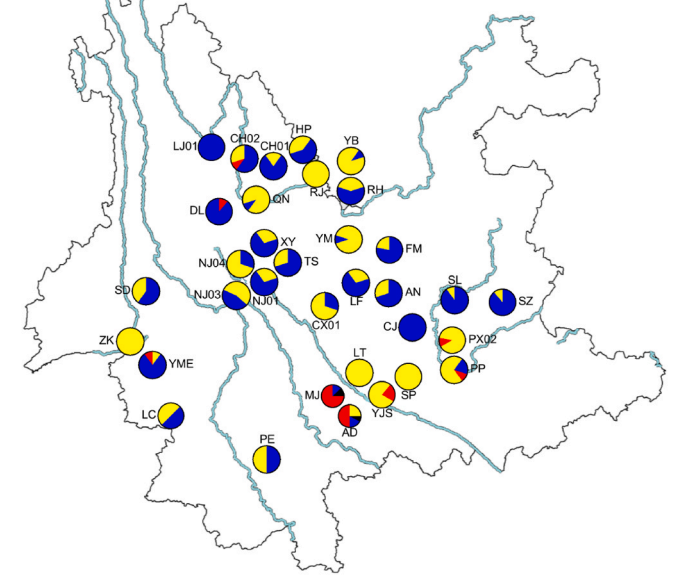 HP
YB
LJ01
CH02
CH01
RJ
RH
DL
QN
XY
YM
FM
NJ04
TS
SD
NJ03
NJ01
LF
AN
SL
SZ
CX01
CJ
ZK
PX02
YME
LT
PP
MJ
YJS
SP
LC
AD
PE